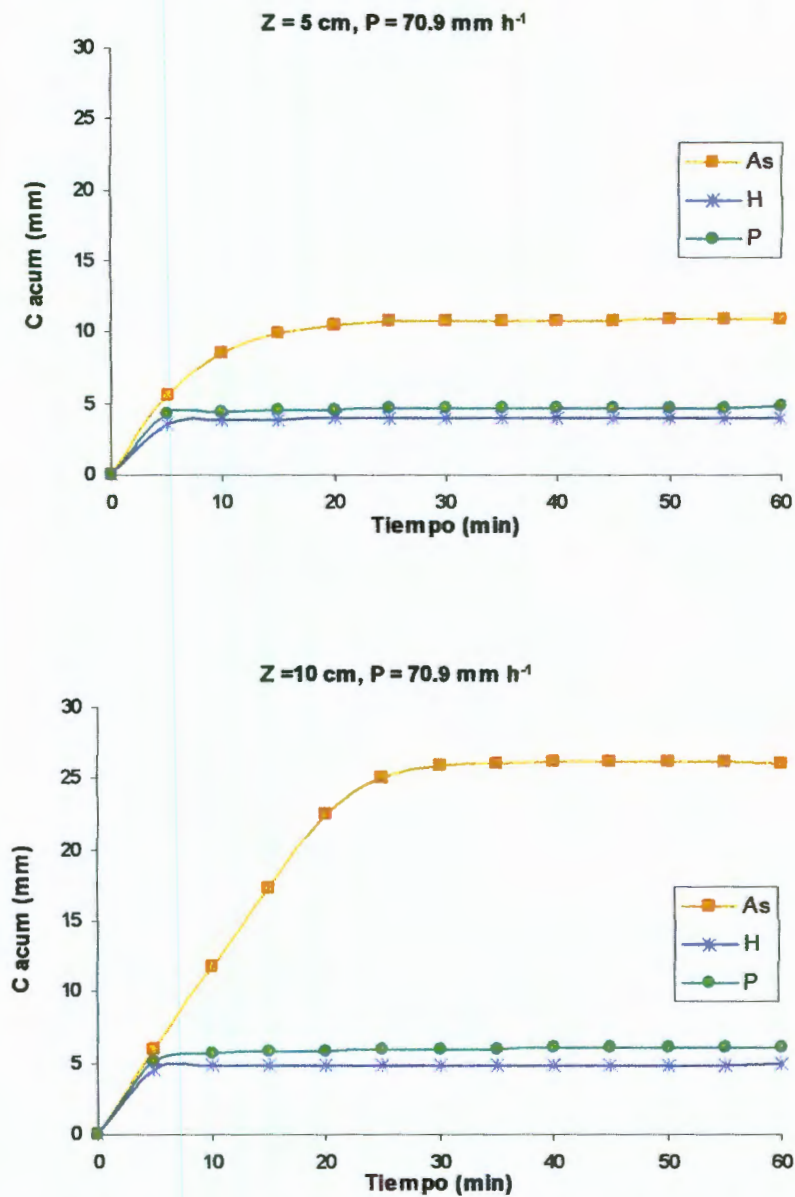 Z = 5 cm, P = 70.9 mm h⁻¹
30
25
20
15
10
5
0
C acum (mm)
As
H
P
0 10 20 30 40 50 60
Tiempo (min)
Z =10 cm, P = 70.9 mm h⁻¹
30
25
20
15
10
5
0
C acum (mm)
As
H
P
0 10 20 30 40 50 60
Tiempo (min)